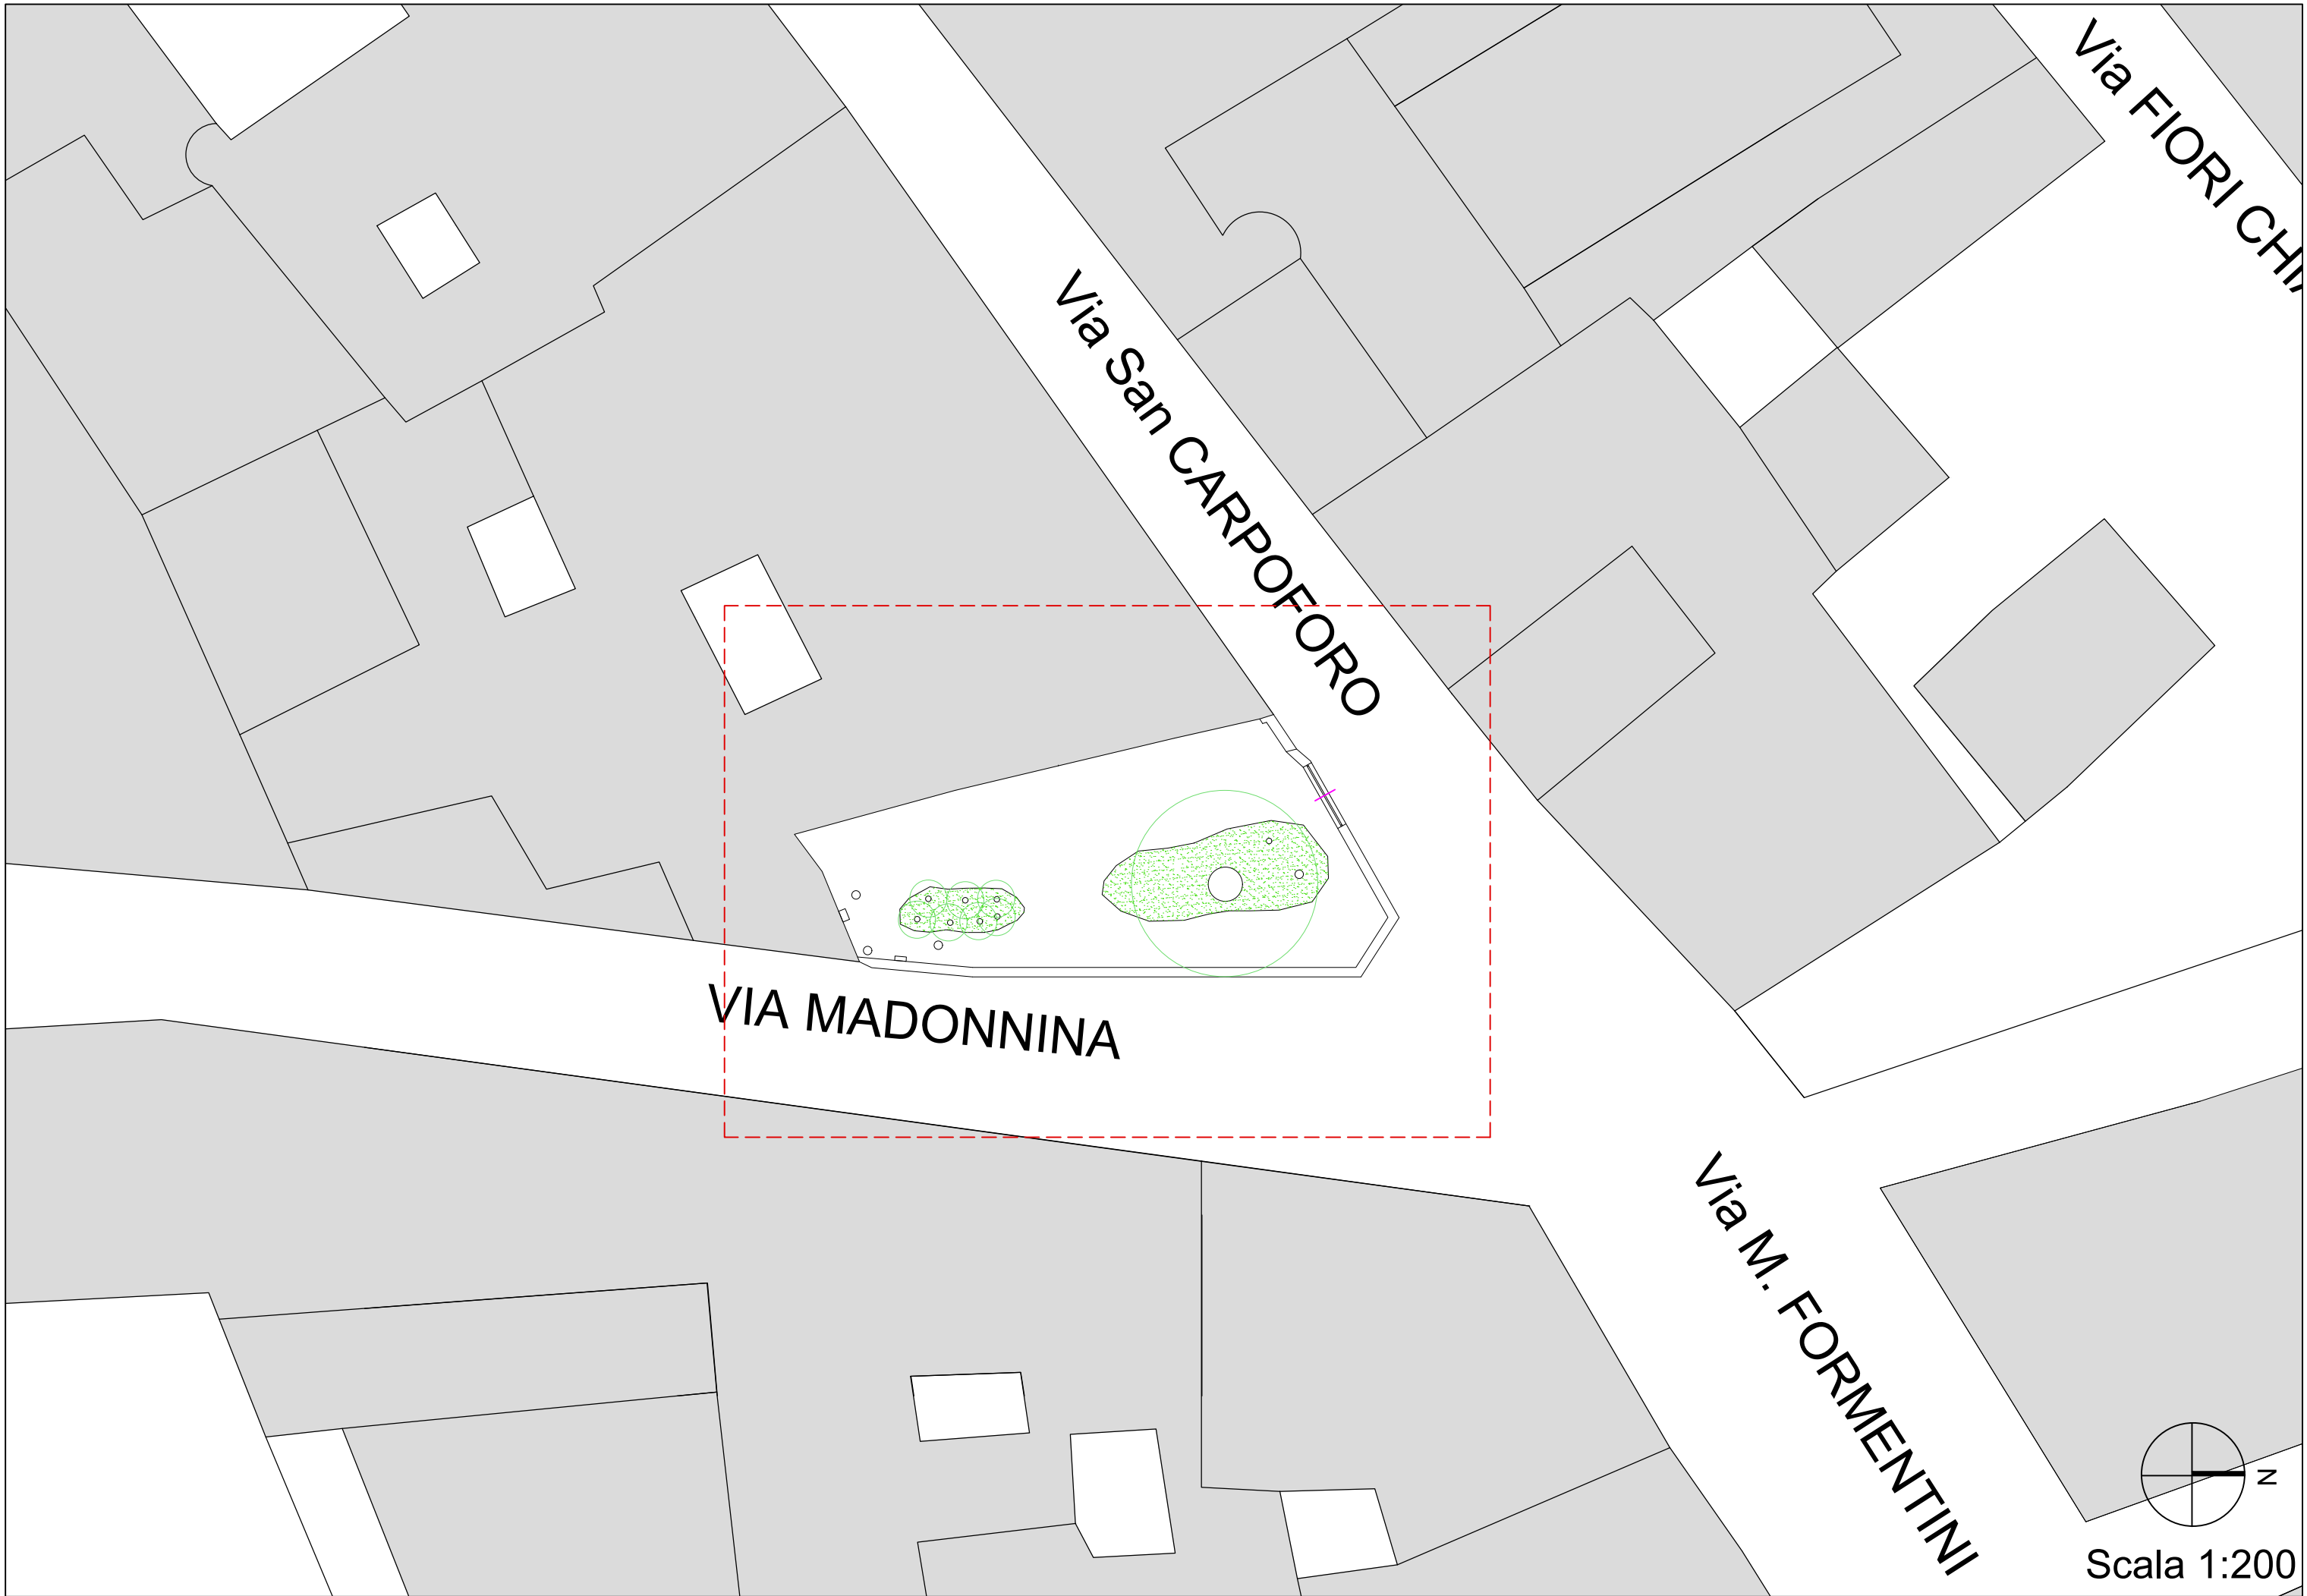 Via FIORI CHI
Via San CARPOFORO
VIA MADONNINA
Via M. FORMENTINI
N
Scala 1:200